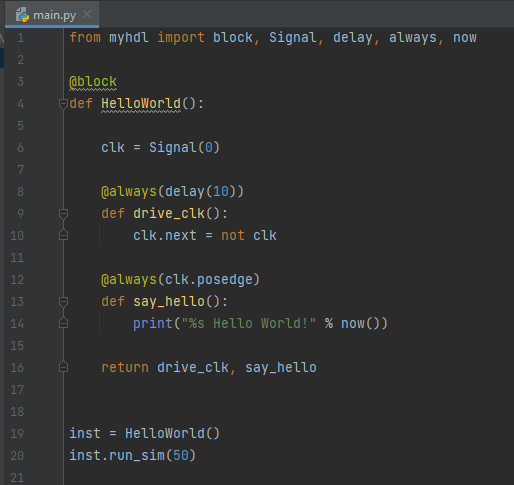 main.py
1 from myhdl import block, Signal, delay, always, now
2
3 @block
4 def HelloWorld():
5
6     clk = Signal(0)
7
8     @always(delay(10))
9     def drive_clk():
10         clk.next = not clk
11
12     @always(clk.posedge)
13     def say_hello():
14         print("%s Hello World!" % now())
15
16     return drive_clk, say_hello
17
18
19 inst = HelloWorld()
20 inst.run_sim(50)
21